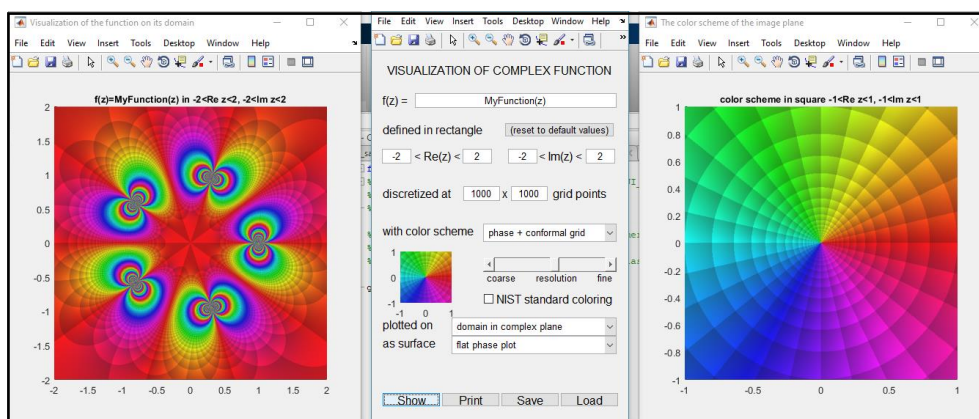 Visualization of the function on its domain
File Edit View Insert Tools Desktop Window Help
f(z)=MyFunction(z) in -2<Re z<2, -2<Im z<2
2
1.5
1
0.5
0
-0.5
-1
-1.5
-2
-2 -1.5 -1 -0.5 0 0.5 1 1.5 2
File Edit View Insert Tools Desktop Window Help
VISUALIZATION OF COMPLEX FUNCTION
f(z) = MyFunction(z)
defined in rectangle (reset to default values)
-2 < Re(z) < 2 -2 < Im(z) < 2
discretized at 1000 x 1000 grid points
with color scheme phase + conformal grid
1
0
-1
-1 0 1
coarse resolution fine
NIST standard coloring
plotted on domain in complex plane
as surface flat phase plot
Show Print Save Load
The color scheme of the image plane
File Edit View Insert Tools Desktop Window Help
color scheme in square -1<Re z<1, -1<Im z<1
1
0.8
0.6
0.4
0.2
0
-0.2
-0.4
-0.6
-0.8
-1
-1 -0.5 0 0.5 1